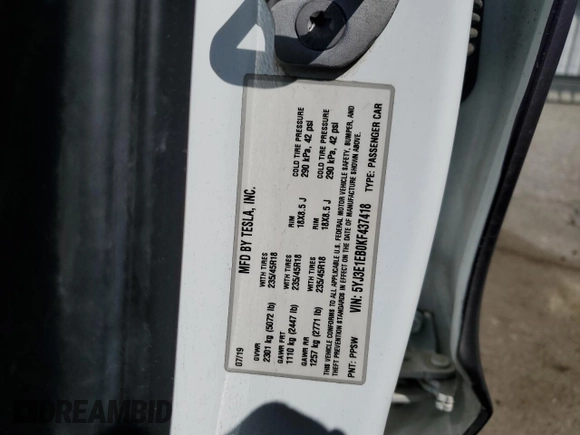 MFD BY TESLA, INC.
07/19
GVWR
2301 kg (5072 lb)
WITH TIRES
235/45R18
GAWR FRT
1110 kg (2447 lb)
WITH TIRES
235/45R18
RIM
18X8.5 J
COLD TIRE PRESSURE
290 kPa, 42 psi
GAWR RR
1257 kg (2771 lb)
WITH TIRES
235/45R18
RIM
18X8.5 J
COLD TIRE PRESSURE
290 kPa, 42 psi
THIS VEHICLE CONFORMS TO ALL APPLICABLE U.S. FEDERAL MOTOR VEHICLE SAFETY, BUMPER, AND
THEFT PREVENTION STANDARDS IN EFFECT ON THE DATE OF MANUFACTURE SHOWN ABOVE.
PNT: PPSW
VIN: 5YJ3E1EB0KF437418
TYPE: PASSENGER CAR
DREAMBID